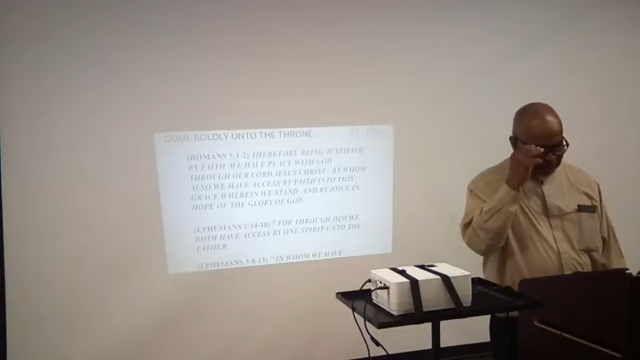 COME BOLDLY UNTO THE THRONE
(ROMANS 5:1-2) THEREFORE BEING JUSTIFIED
BY FAITH, WE HAVE PEACE WITH GOD
THROUGH OUR LORD JESUS CHRIST: BY WHOM
ALSO WE HAVE ACCESS BY FAITH INTO THIS
GRACE WHEREIN WE STAND, AND REJOICE IN
HOPE OF THE GLORY OF GOD.
(EPHESIANS 2:14-18) FOR THROUGH HIM WE
BOTH HAVE ACCESS BY ONE SPIRIT UNTO THE
FATHER.
(EPHESIANS 3:8-13) IN WHOM WE HAVE